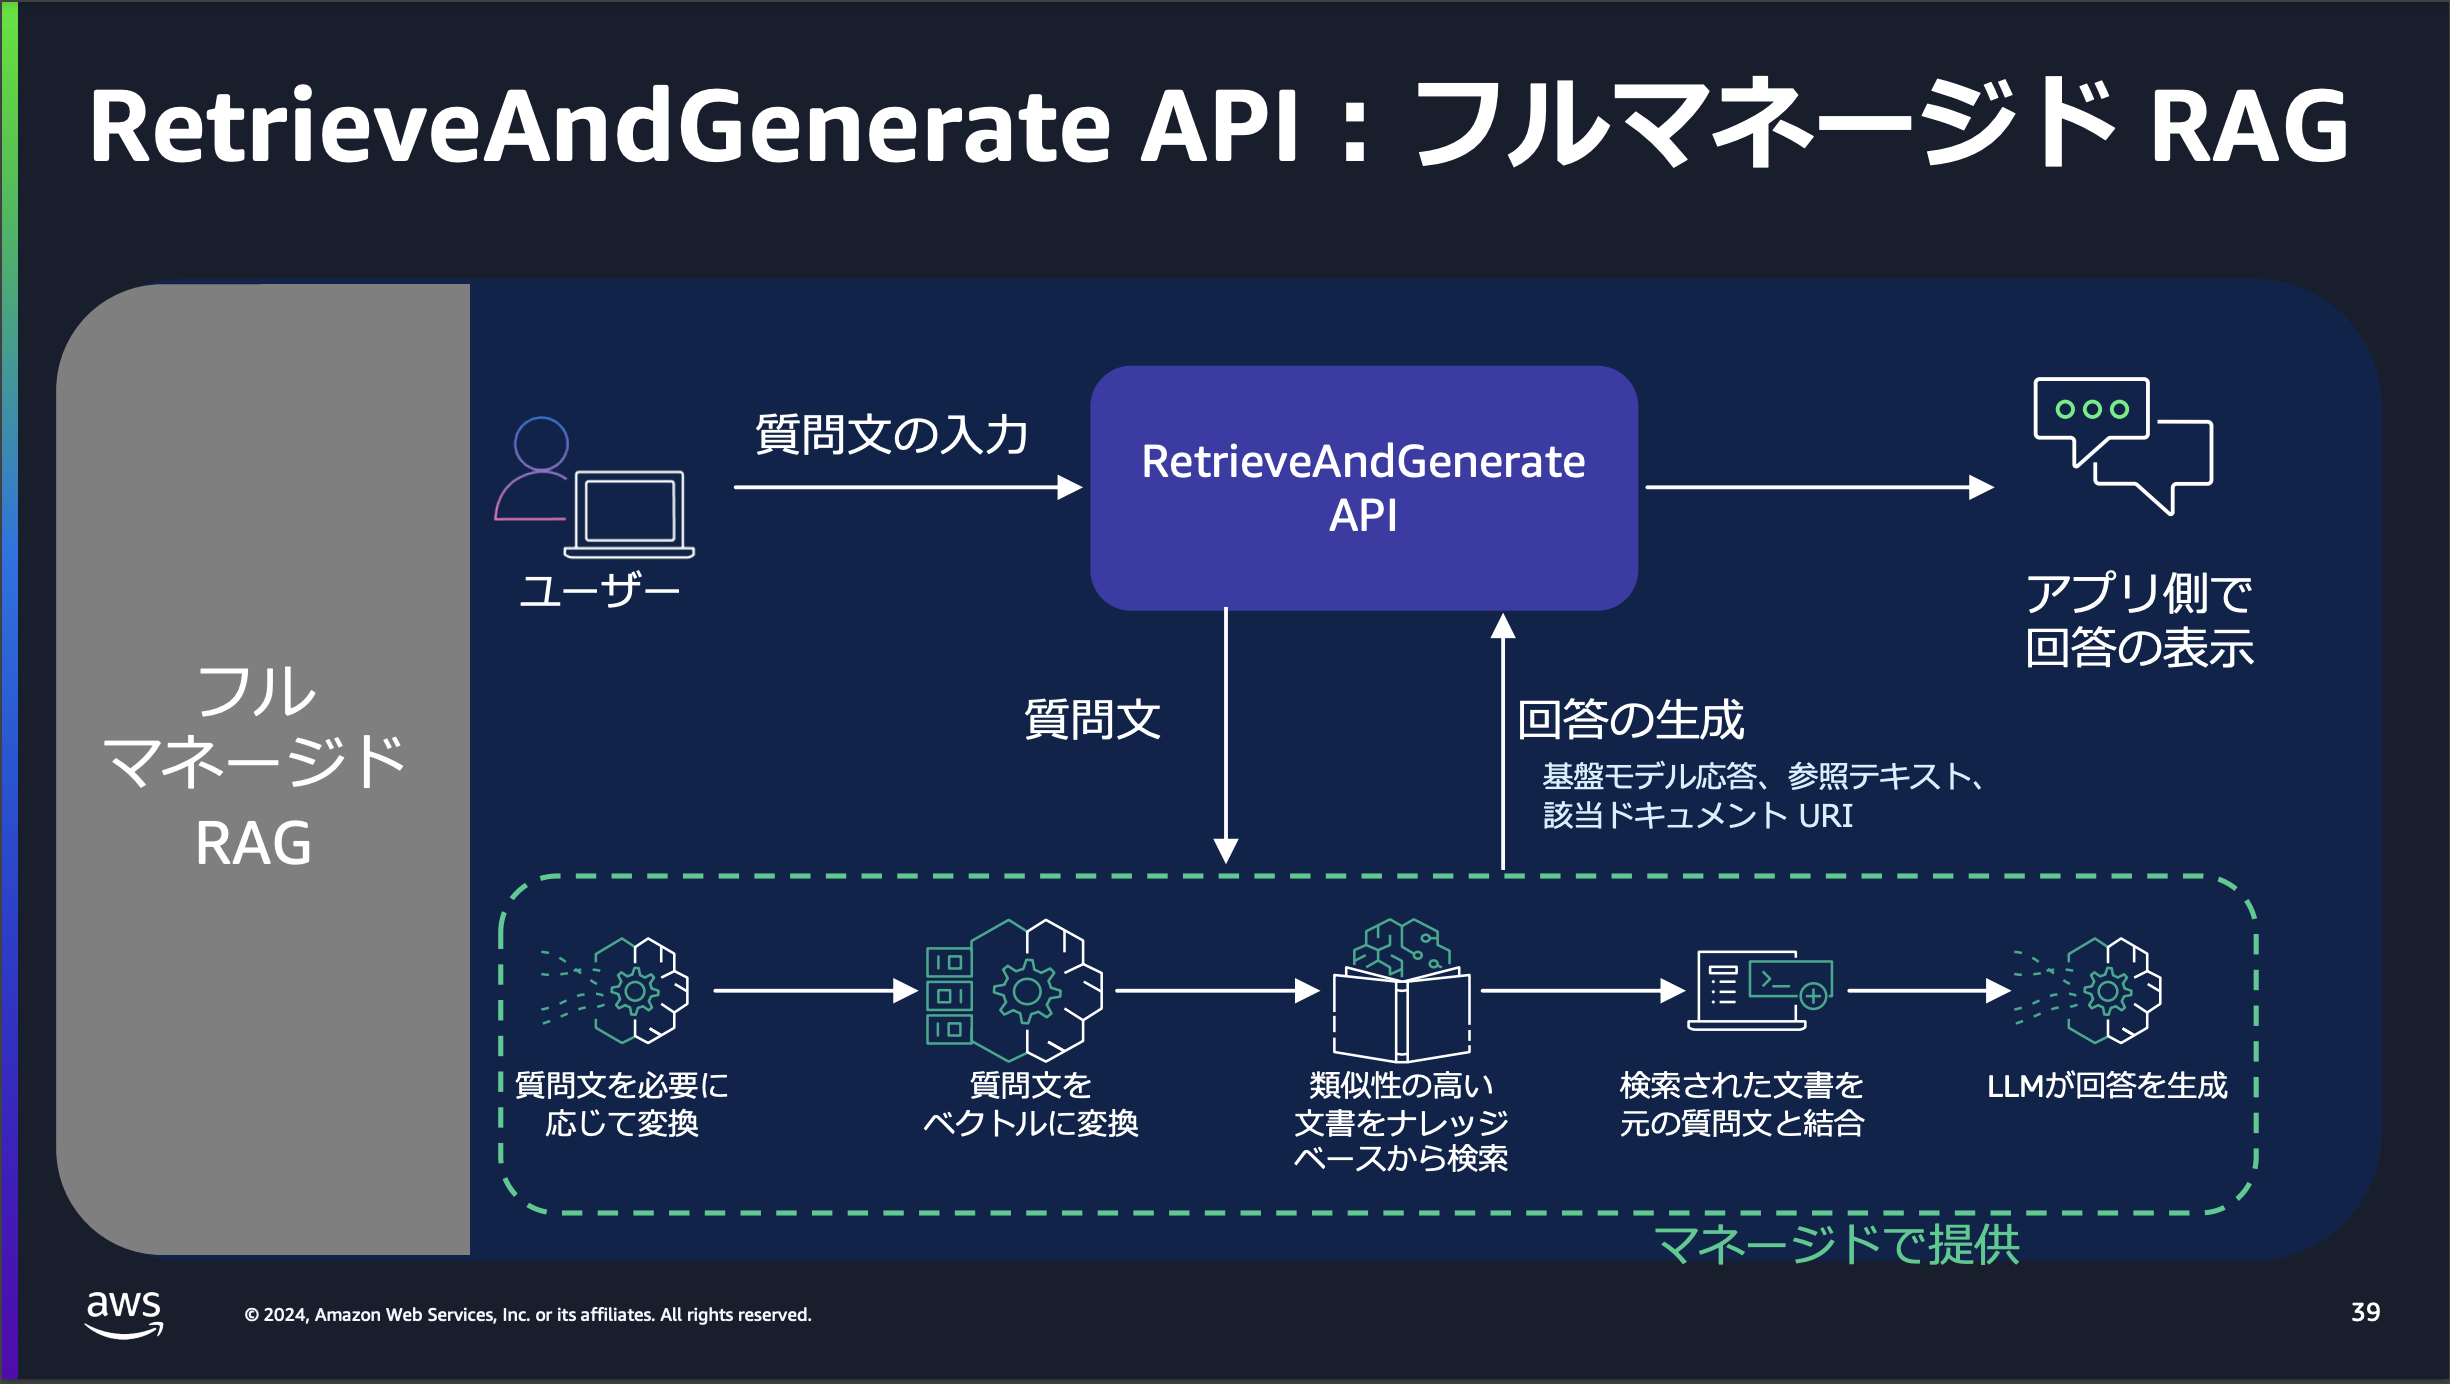 RetrieveAndGenerate API：フルマネージド RAG
フル
マネージド
RAG
ユーザー
質問文の入力
RetrieveAndGenerate
API
アプリ側で
回答の表示
質問文
回答の生成
基盤モデル応答、参照テキスト、
該当ドキュメント URI
質問文を必要に
応じて変換
質問文を
ベクトルに変換
類似性の高い
文書をナレッジ
ベースから検索
検索された文書を
元の質問文と結合
LLMが回答を生成
マネージドで提供
aws
© 2024, Amazon Web Services, Inc. or its affiliates. All rights reserved.
39